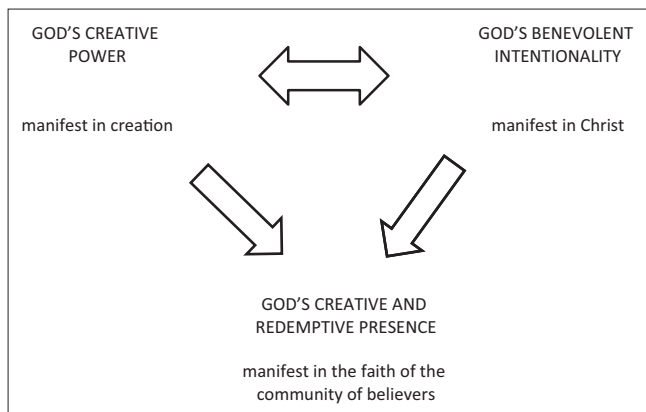 GOD’S CREATIVE
POWER
manifest in creation
GOD’S BENEVOLENT
INTENTIONALITY
manifest in Christ
GOD’S CREATIVE AND
REDEMPTIVE PRESENCE
manifest in the faith of the
community of believers